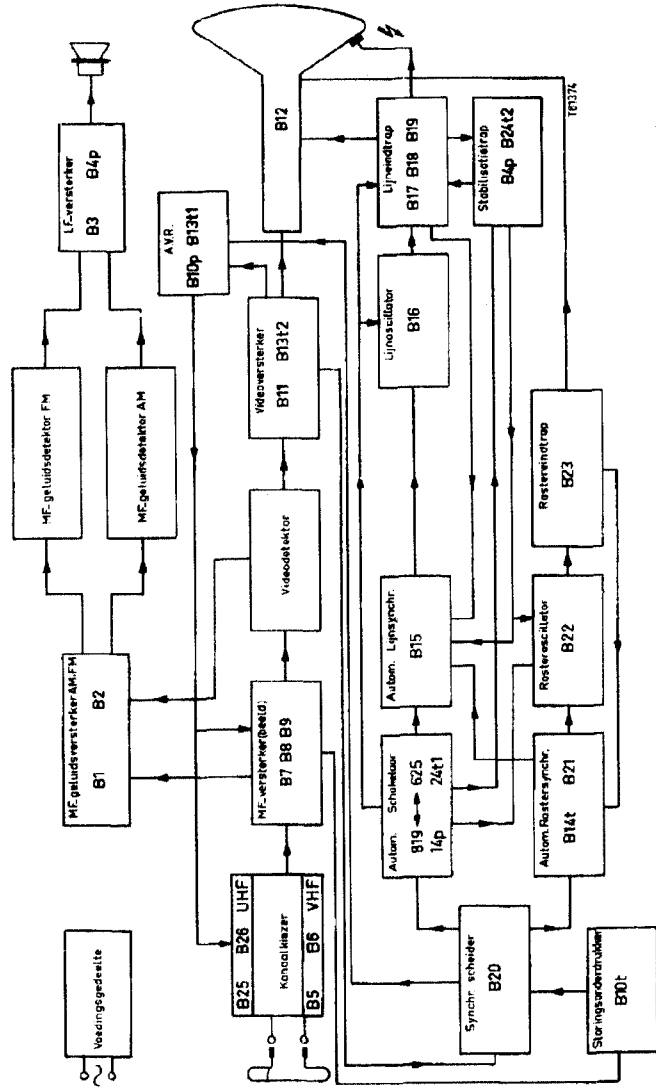 Voedingsgedeelte
MF-geluidsversterker AM-FM
B1 B2
MF-geluidsdetektor FM
MF-geluidsdetektor AM
LF-versterker
B3 B4p
B25 B26 UHF
Kanaalkiezer
B5 B6 VHF
MF-versterker (beeld)
B7 B8 B9
Videodetektor
Videoversterker
B11 B13t2
A.V.R.
B10p B13t1
B12
Autom. Schakelaar
819 625
14p 24t1
Autom. Lijnsynchr.
B15
Lijnoscillator
B16
Lijneindtrap
B17 B18 B19
Stabilisatietrap
B4p B24t2
Synchr. scheider
B20
Autom. Rastersynchr.
B14t B21
Rasteroscillator
B22
Rastereindtrap
B23
Storingsonderdrukker
B10t
T61374